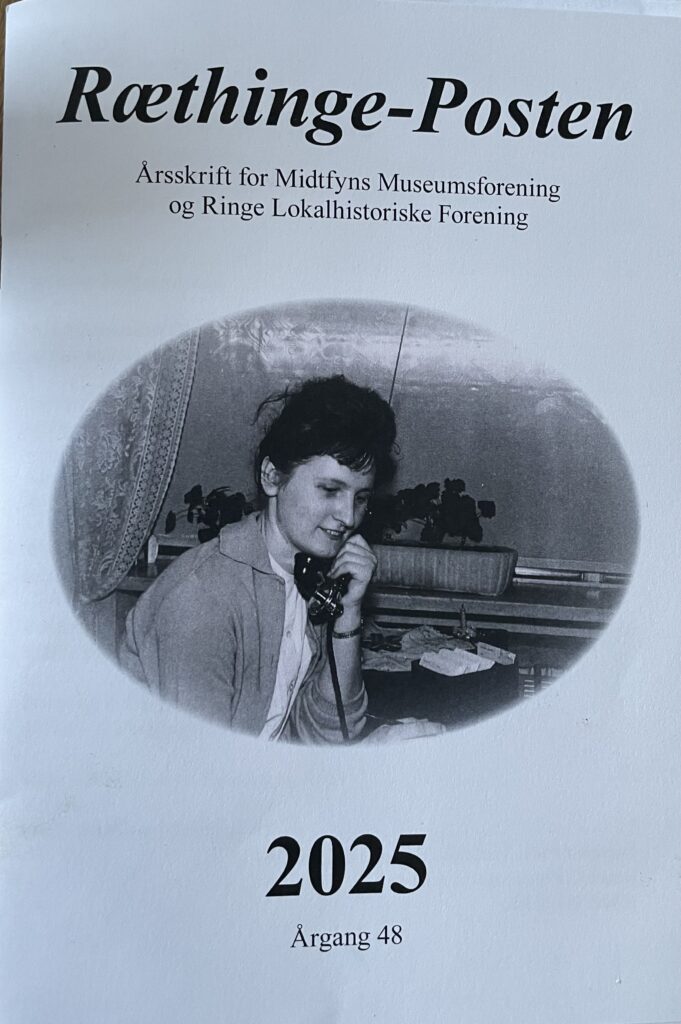 Ræthinge-Posten
Årsskrift for Midtfyns Museumsforening
og Ringe Lokalhistoriske Forening
2025
Årgang 48